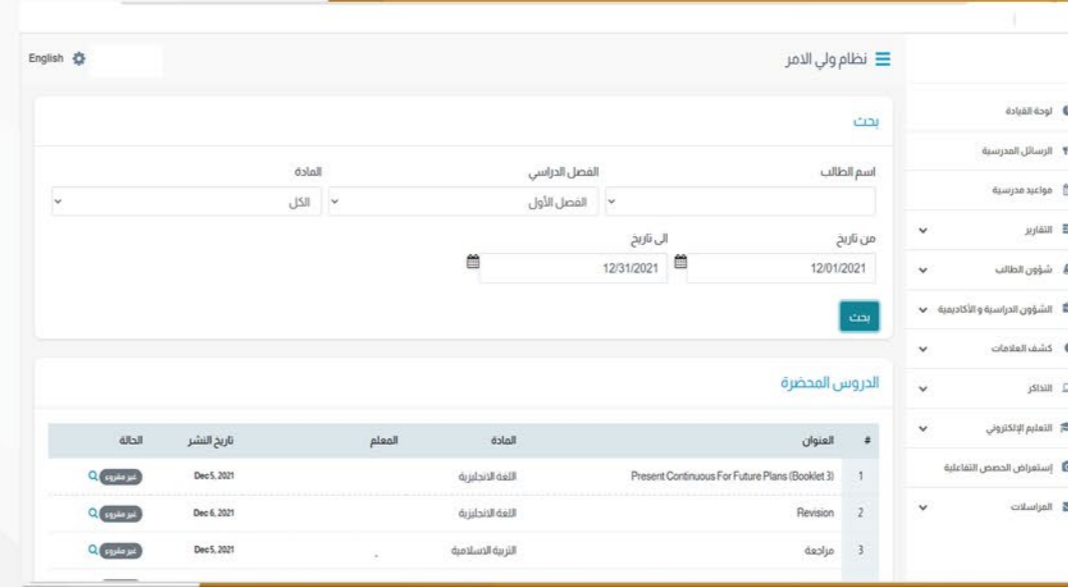 English
نظام ولي الامر
لوحة القيادة
الرسائل المدرسية
مواعيد مدرسية
التقارير
شؤون الطالب
الشؤون الدراسية و الأكاديمية
كشف العلامات
التذاكر
التعليم الإلكتروني
إستعراض الحصص التفاعلية
المراسلات
بحث
اسم الطالب الفصل الدراسي المادة
الفصل الأول الكل
من تاريخ الى تاريخ
12/01/2021 12/31/2021
بحث
الدروس المحضرة
# العنوان المادة المعلم تاريخ النشر الحالة
1 Present Continuous For Future Plans (Booklet 3) اللغة الانجليزية Dec 5, 2021 غير مقروء
2 Revision اللغة الانجليزية Dec 6, 2021 غير مقروء
3 مراجعة التربية الاسلامية Dec 5, 2021 غير مقروء